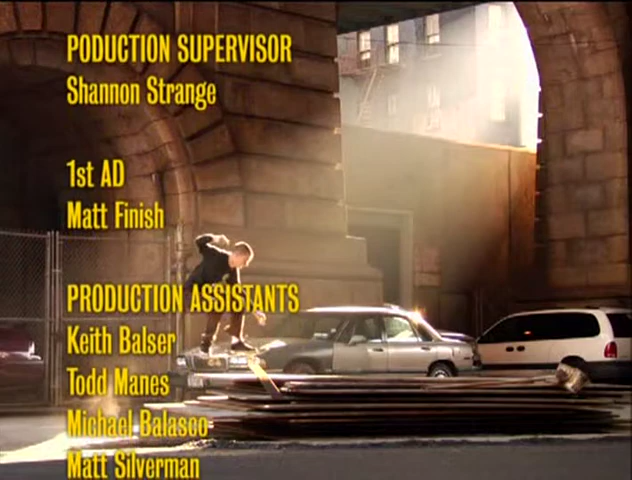 PODUCTION SUPERVISOR
Shannon Strange
1st AD
Matt Finish
PRODUCTION ASSISTANTS
Keith Balser
Todd Manes
Michael Balasco
Matt Silverman